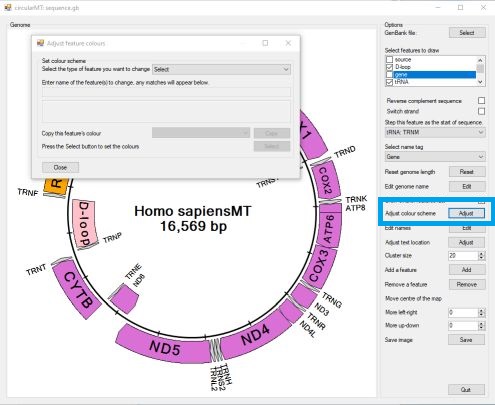 circularMT: sequence.gb
Genome
Options
GenBank file:
Select
Select features to draw
source
D-loop
gene
tRNA
Reverse complement sequence
Switch strand
Step this feature as the start of sequence.
tRNA: TRNM
Select name tag
Gene
Reset genome length
Reset
Edit genome name
Edit
Adjust colour scheme
Adjust
Edit names
Edit
Adjust text location
Adjust
Cluster size
20
Add a feature
Add
Remove a feature
Remove
Move centre of the map
More left-right
0
More up-down
0
Save image
Save
Quit
Adjust feature colours
Set colour scheme
Select the type of feature you want to change
Select
Enter name of the feature(s) to change, any matches will appear below.
Copy this feature's colour
Copy
Press the Select button to set the colours
Select
Close
Homo sapiensMT
16,569 bp
TRND
COX2
TRNK
ATP8
ATP6
COX3
TRNG
ND3
TRNR
ND4L
ND4
TRNH
TRNS2
TRNL2
ND5
ND6
TRNE
CYTB
TRNT
TRNP
D-loop
TRNF